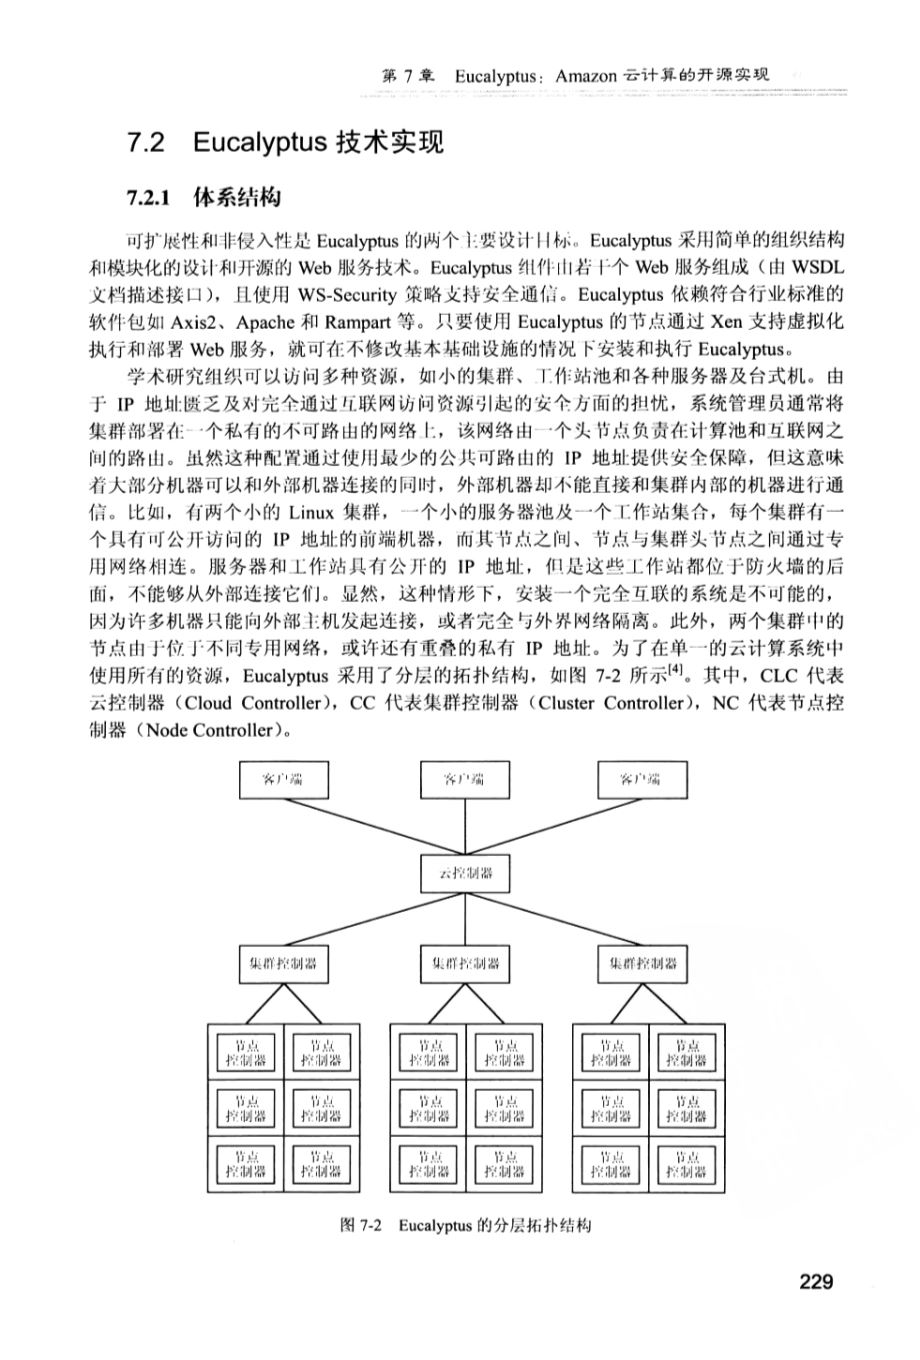 第 7 章 Eucalyptus：Amazon 云计算的开源实现
7.2 Eucalyptus 技术实现
7.2.1 体系结构
可扩展性和非侵入性是 Eucalyptus 的两个主要设计目标。Eucalyptus 采用简单的组织结构
和模块化的设计和开源的 Web 服务技术。Eucalyptus 组件由若干个 Web 服务组成（由 WSDL
文档描述接口），且使用 WS-Security 策略支持安全通信。Eucalyptus 依赖符合行业标准的
软件包如 Axis2、Apache 和 Rampart 等。只要使用 Eucalyptus 的节点通过 Xen 支持虚拟化
执行和部署 Web 服务，就可在不修改基本基础设施的情况下安装和执行 Eucalyptus。
学术研究组织可以访问多种资源，如小的集群、工作站池和各种服务器及台式机。由
于 IP 地址匮乏及对完全通过互联网访问资源引起的安全方面的担忧，系统管理员通常将
集群部署在一个私有的不可路由的网络上，该网络由一个头节点负责在计算池和互联网之
间的路由。虽然这种配置通过使用最少的公共可路由的 IP 地址提供安全保障，但这意味
着大部分机器可以和外部机器连接的同时，外部机器却不能直接和集群内部的机器进行通
信。比如，有两个小的 Linux 集群，一个小的服务器池及一个工作站集合，每个集群有一
个具有可公开访问的 IP 地址的前端机器，而其节点之间、节点与集群头节点之间通过专
用网络相连。服务器和工作站具有公开的 IP 地址，但是这些工作站都位于防火墙的后
面，不能够从外部连接它们。显然，这种情形下，安装一个完全互联的系统是不可能的，
因为许多机器只能向外部主机发起连接，或者完全与外界网络隔离。此外，两个集群中的
节点由于位于不同专用网络，或许还有重叠的私有 IP 地址。为了在单一的云计算系统中
使用所有的资源，Eucalyptus 采用了分层的拓扑结构，如图 7-2 所示[4]。其中，CLC 代表
云控制器（Cloud Controller），CC 代表集群控制器（Cluster Controller），NC 代表节点控
制器（Node Controller）。
客户端 客户端 客户端
云控制器
集群控制器 集群控制器 集群控制器
节点 节点 节点 节点 节点 节点
控制器 控制器 控制器 控制器 控制器 控制器
节点 节点 节点 节点 节点 节点
控制器 控制器 控制器 控制器 控制器 控制器
节点 节点 节点 节点 节点 节点
控制器 控制器 控制器 控制器 控制器 控制器
图 7-2 Eucalyptus 的分层拓扑结构
229